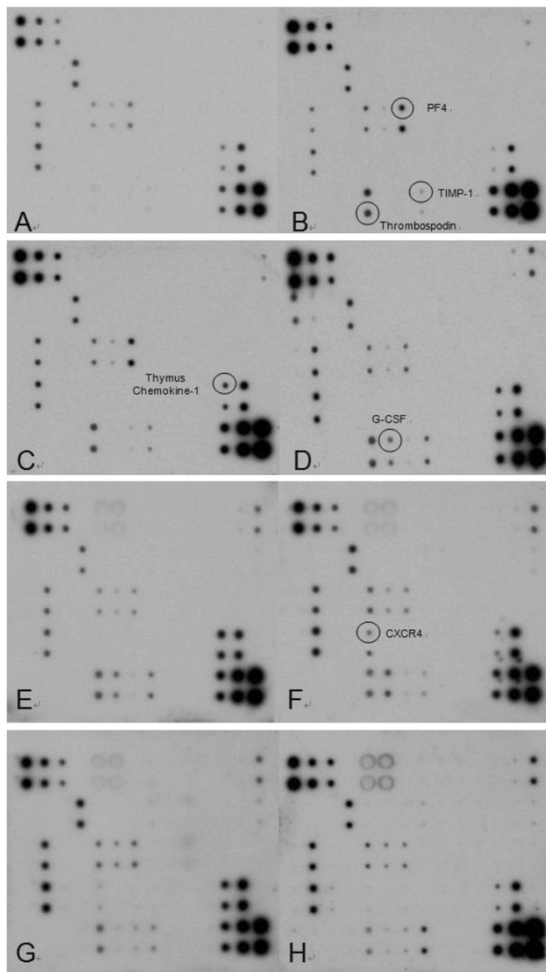 PF4
TIMP-1
Thrombospodin
A
B
Thymus
Chemokine-1
G-CSF
C
D
CXCR4
E
F
G
H